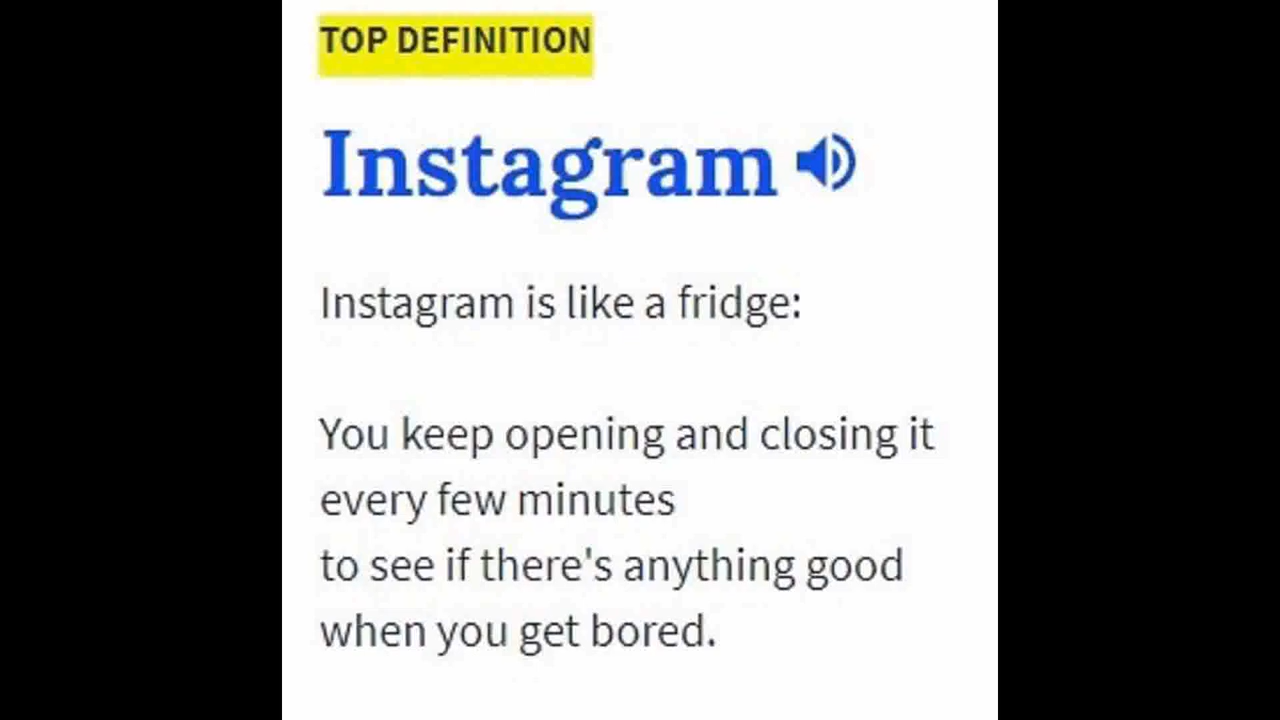 TOP DEFINITION
Instagram
Instagram is like a fridge:
You keep opening and closing it
every few minutes
to see if there's anything good
when you get bored.